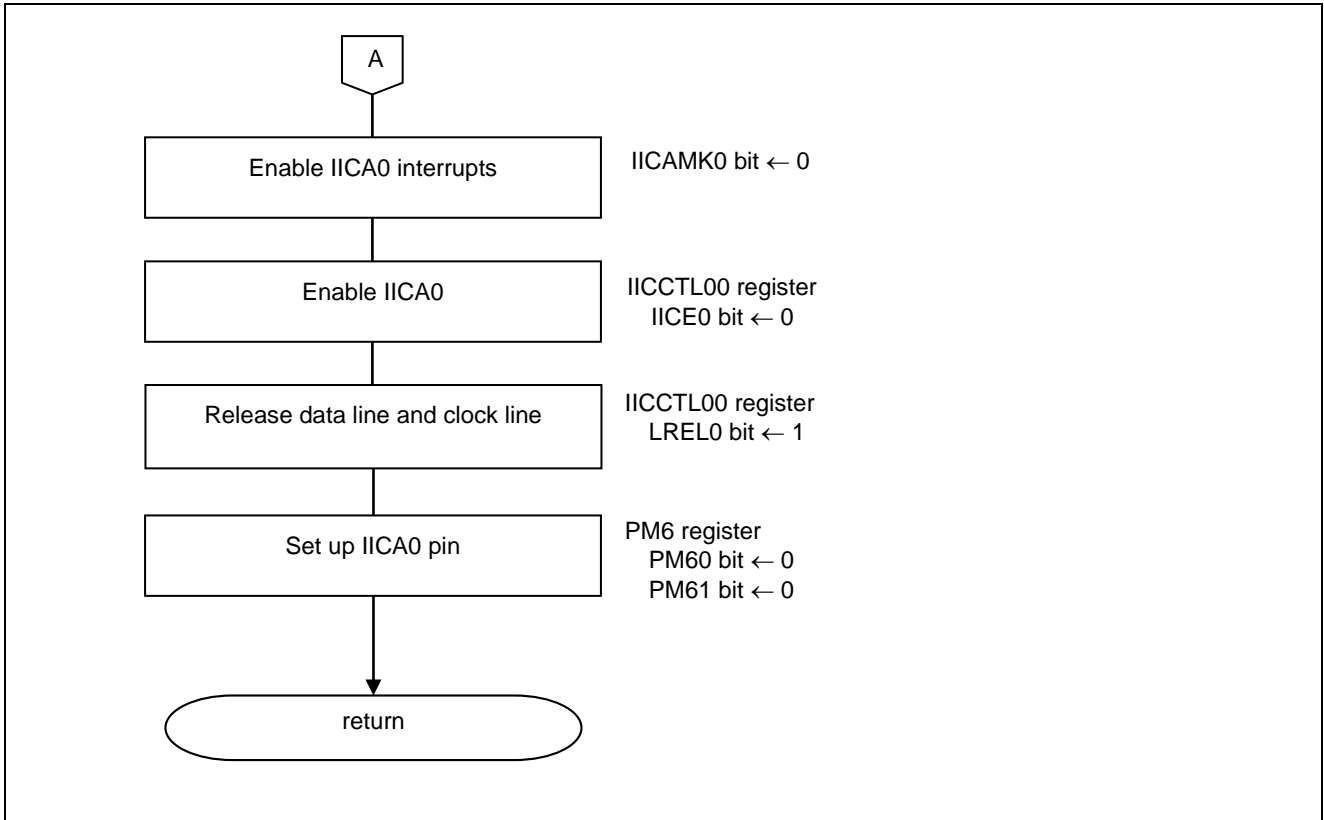 A
Enable IICA0 interrupts
IICAMK0 bit ← 0
Enable IICA0
IICCTL00 register
IICE0 bit ← 0
Release data line and clock line
IICCTL00 register
LREL0 bit ← 1
Set up IICA0 pin
PM6 register
PM60 bit ← 0
PM61 bit ← 0
return